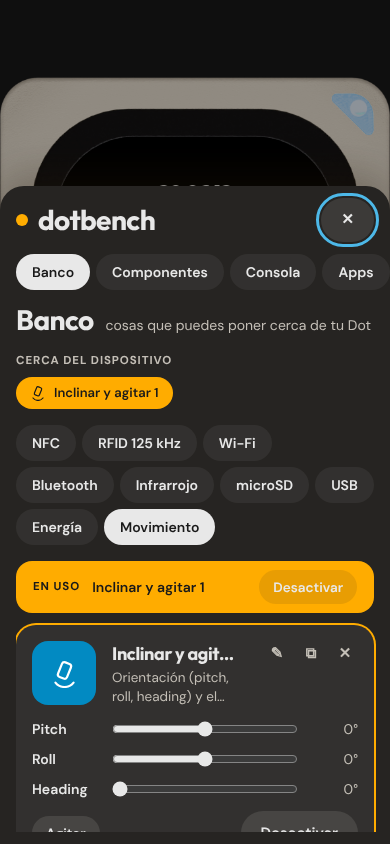 dotbench
Banco Componentes Consola Apps
Banco cosas que puedes poner cerca de tu Dot
CERCA DEL DISPOSITIVO
Inclinar y agitar 1
NFC RFID 125 kHz Wi-Fi
Bluetooth Infrarrojo microSD USB
Energía Movimiento
EN USO Inclinar y agitar 1 Desactivar
Inclinar y agit...
Orientación (pitch,
roll, heading) y el...
Pitch 0°
Roll 0°
Heading 0°
Agitar Desactivar